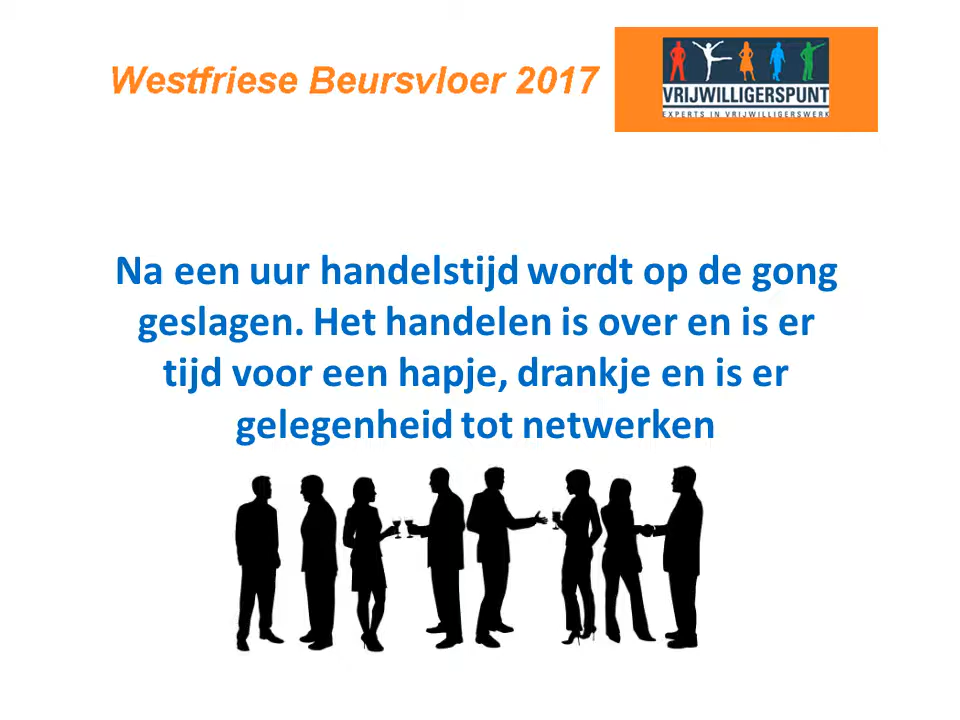 Westfriese Beursvloer 2017
VRIJWILLIGERSPUNT
EXPERTS IN VRIJWILLIGERSWERK
Na een uur handelstijd wordt op de gong
geslagen. Het handelen is over en is er
tijd voor een hapje, drankje en is er
gelegenheid tot netwerken